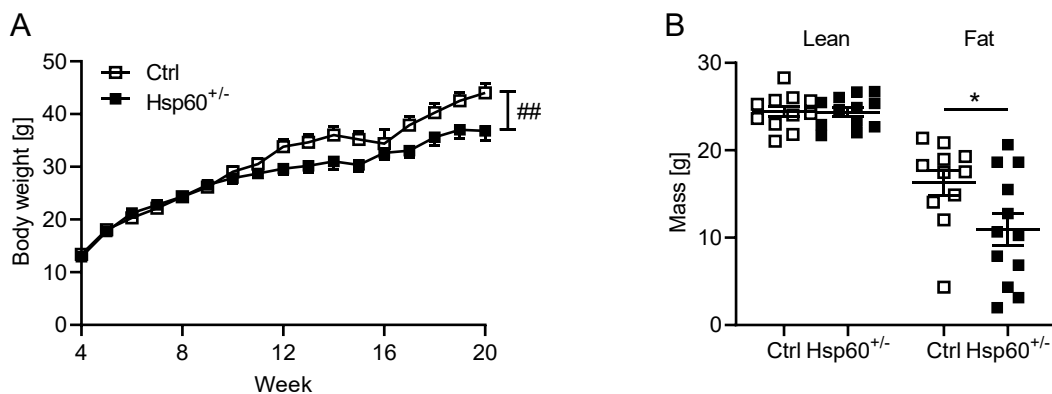 A
Body weight [g]
50
40
30
20
10
0
Ctrl
Hsp60+/-
##
4 8 12 16 20
Week
B
Lean Fat
Mass [g]
30
20
10
0
*
Ctrl Hsp60+/- Ctrl Hsp60+/-